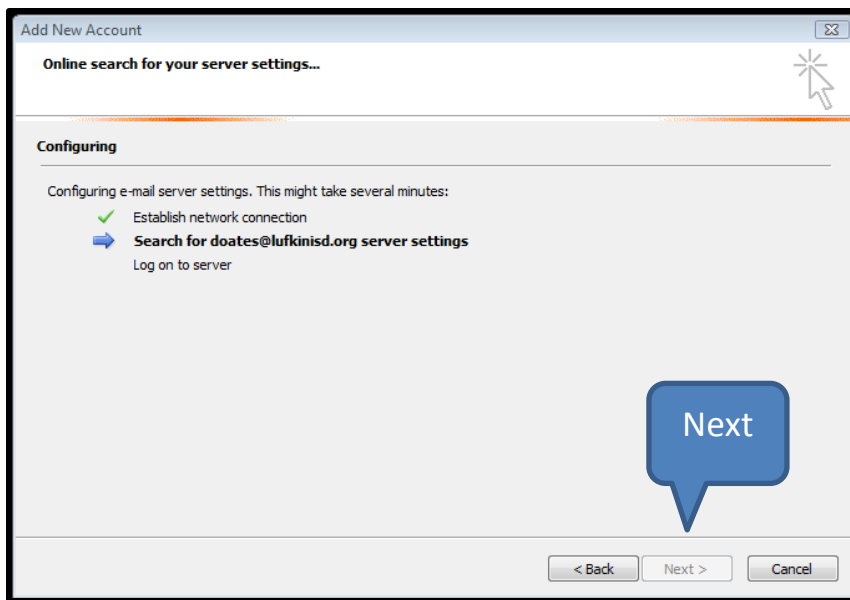 Add New Account
Online search for your server settings...
Configuring
Configuring e-mail server settings. This might take several minutes:
Establish network connection
Search for doates@lufkinisd.org server settings
Log on to server
Next
< Back Next > Cancel